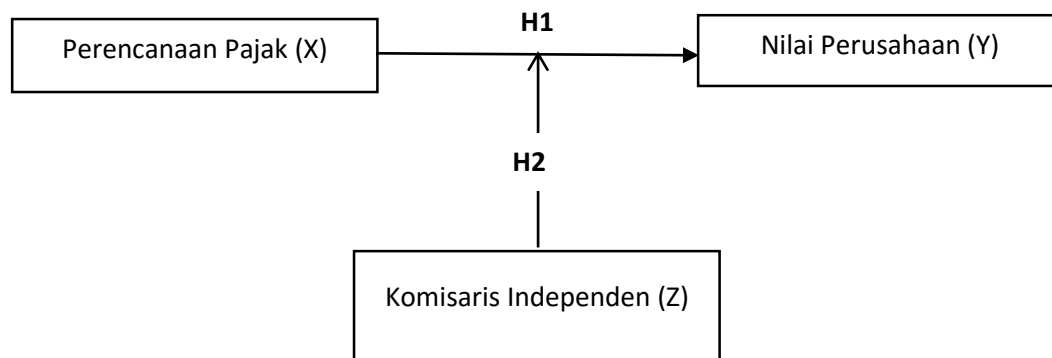 H1
Perencanaan Pajak (X)
Nilai Perusahaan (Y)
H2
Komisaris Independen (Z)